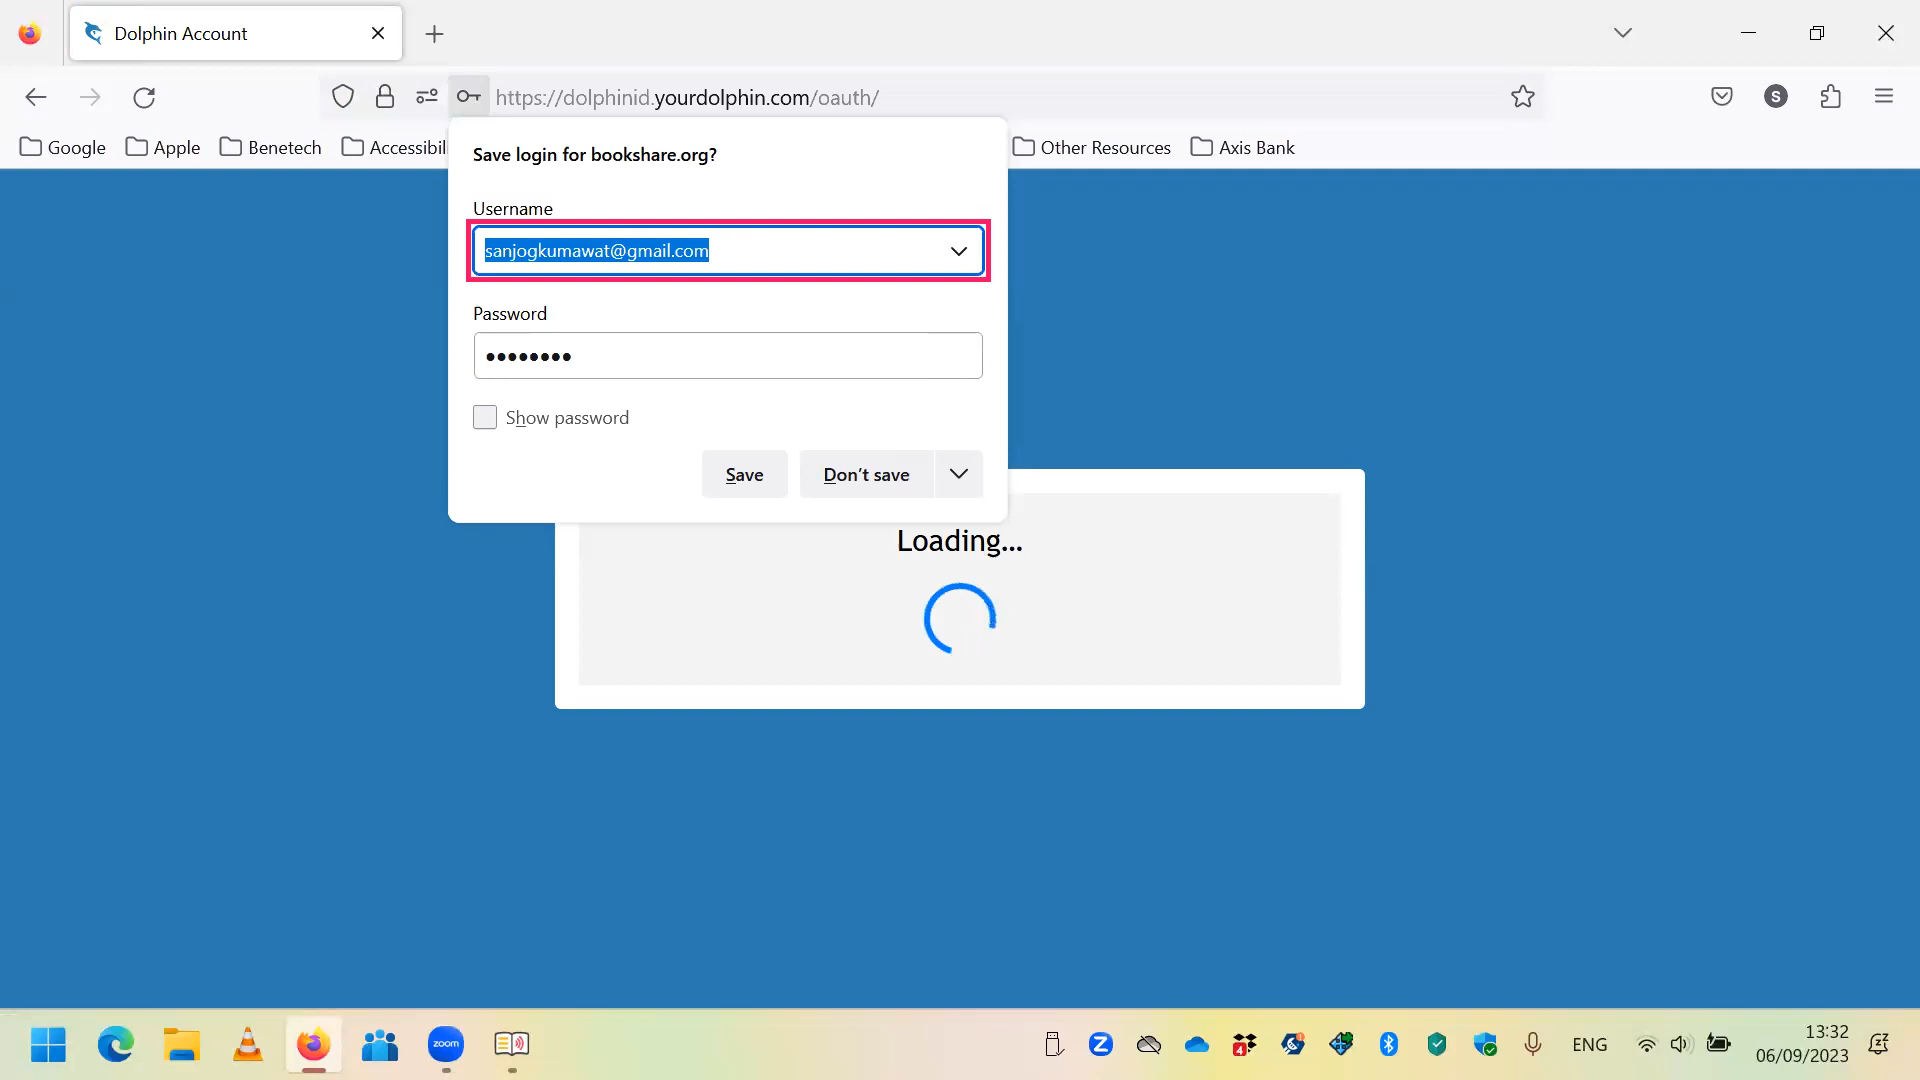 Dolphin Account
https://dolphinid.yourdolphin.com/oauth/
S
Google
Apple
Benetech
Accessibil
Other Resources
Axis Bank
Save login for bookshare.org?
Username
sanjogkumawat@gmail.com
Password
Show password
Save
Don't save
Loading...
zoom
Z
4
ENG
13:32
06/09/2023